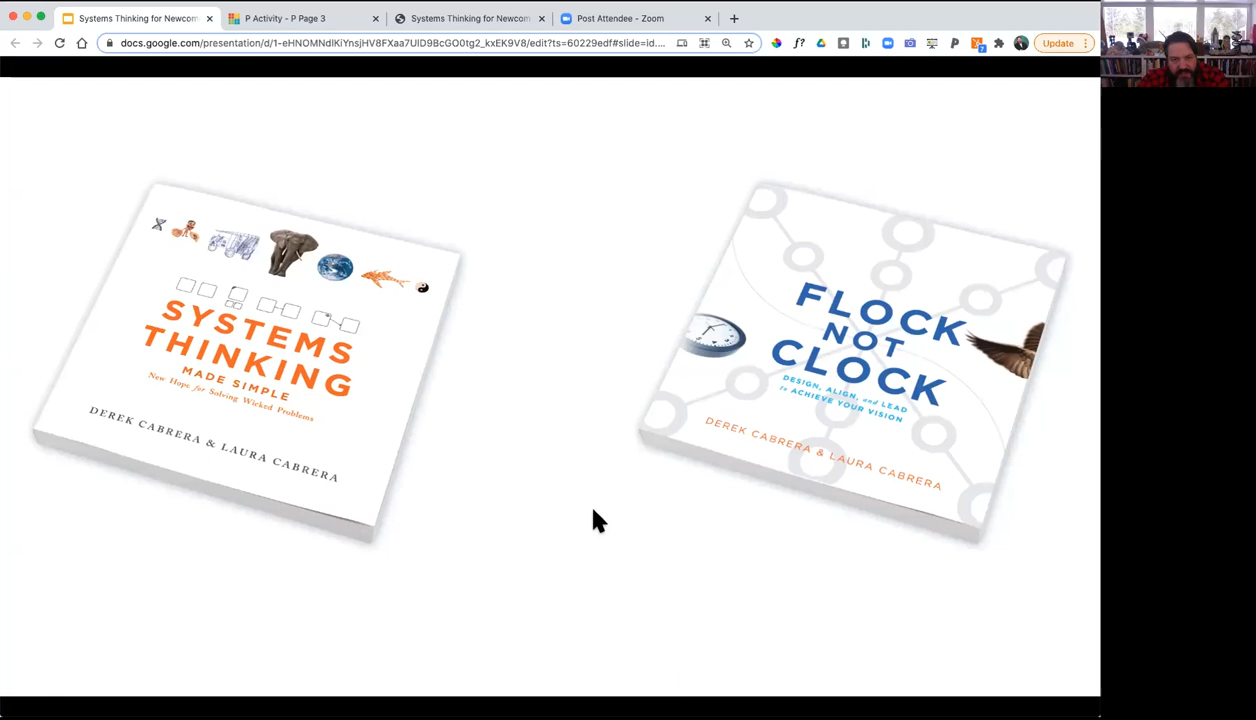 Systems Thinking for Newcom
P Activity – P Page 3
Systems Thinking for Newcom
Post Attendee - Zoom
docs.google.com/presentation/d/1-eHNOMNdlKiYnsjHV8FXaa7UlD9BcGO0tg2_kxEK9V8/edit?ts=60229edf#slide=id....
f?
P
7
Update
SYSTEMS
THINKING
MADE SIMPLE
New Hope for Solving Wicked Problems
DEREK CABRERA & LAURA CABRERA
FLOCK
NOT
CLOCK
DESIGN, ALIGN, and LEAD
to ACHIEVE YOUR VISION
DEREK CABRERA & LAURA CABRERA